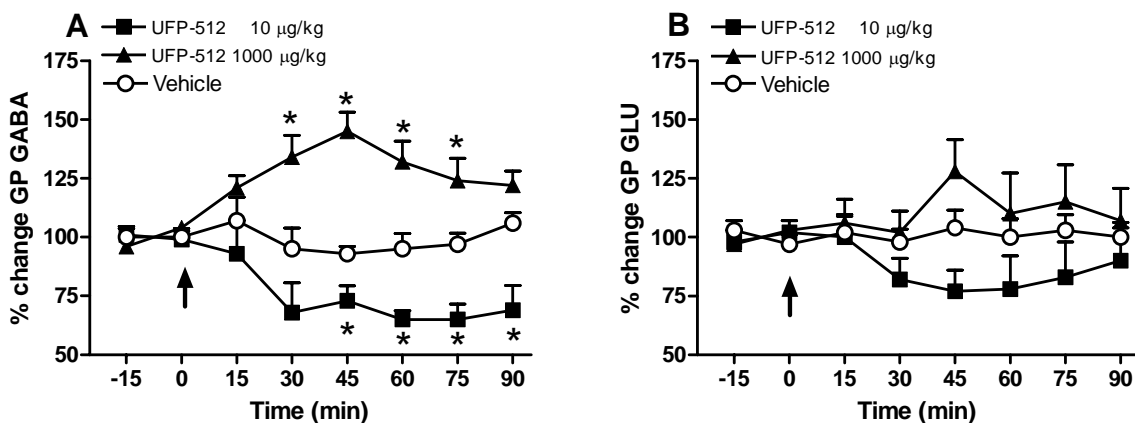 A
UFP-512 10 µg/kg
UFP-512 1000 µg/kg
Vehicle
% change GP GABA
175
150
125
100
75
50
* * * *
* * * *
-15 0 15 30 45 60 75 90
Time (min)
B
UFP-512 10 µg/kg
UFP-512 1000 µg/kg
Vehicle
% change GP GLU
175
150
125
100
75
50
-15 0 15 30 45 60 75 90
Time (min)